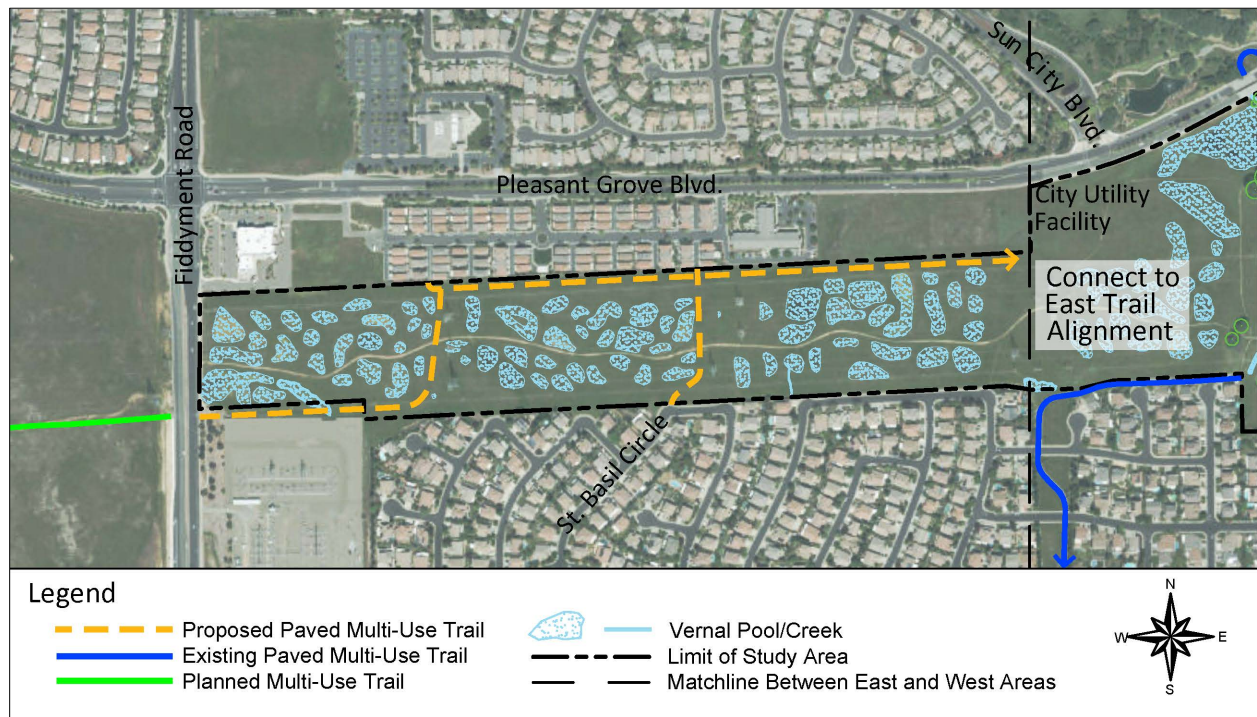 Sun City Blvd.
Fiddyment Road
Pleasant Grove Blvd.
City Utility
Facility
Connect to
East Trail
Alignment
St. Basil Circle
Legend
Proposed Paved Multi-Use Trail
Existing Paved Multi-Use Trail
Planned Multi-Use Trail
Vernal Pool/Creek
Limit of Study Area
Matchline Between East and West Areas
N
W E
S